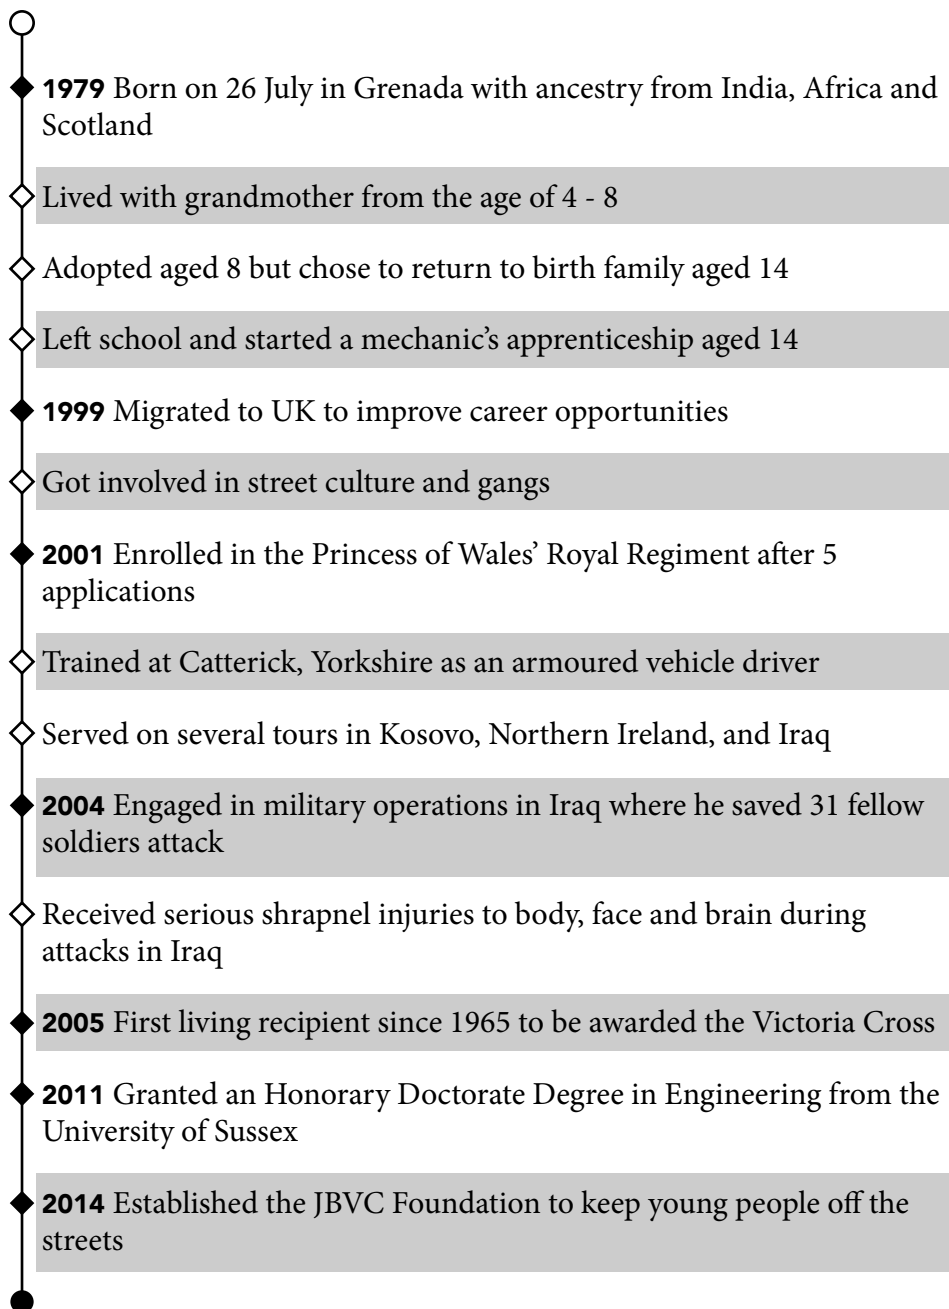 1979 Born on 26 July in Grenada with ancestry from India, Africa and
Scotland
Lived with grandmother from the age of 4 - 8
Adopted aged 8 but chose to return to birth family aged 14
Left school and started a mechanic’s apprenticeship aged 14
1999 Migrated to UK to improve career opportunities
Got involved in street culture and gangs
2001 Enrolled in the Princess of Wales’ Royal Regiment after 5
applications
Trained at Catterick, Yorkshire as an armoured vehicle driver
Served on several tours in Kosovo, Northern Ireland, and Iraq
2004 Engaged in military operations in Iraq where he saved 31 fellow
soldiers attack
Received serious shrapnel injuries to body, face and brain during
attacks in Iraq
2005 First living recipient since 1965 to be awarded the Victoria Cross
2011 Granted an Honorary Doctorate Degree in Engineering from the
University of Sussex
2014 Established the JBVC Foundation to keep young people off the
streets